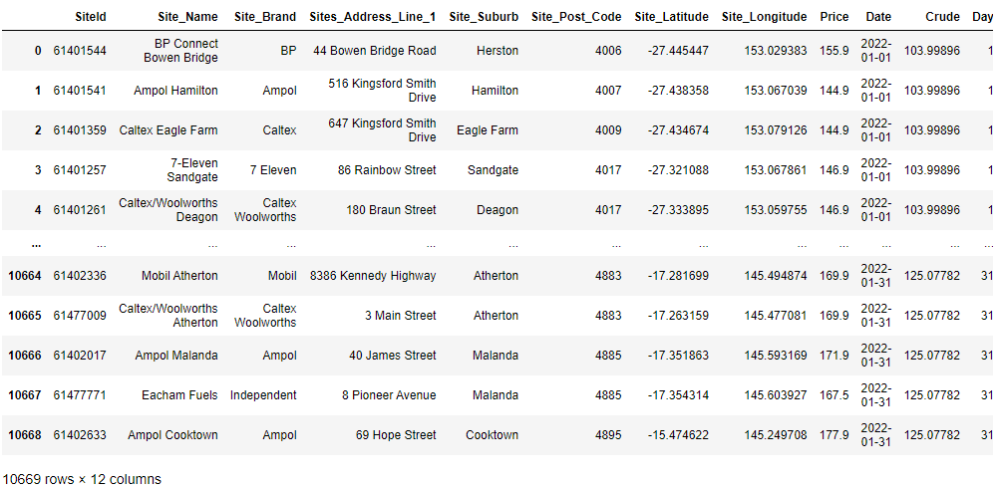 SiteId Site_Name Site_Brand Sites_Address_Line_1 Site_Suburb Site_Post_Code Site_Latitude Site_Longitude Price Date Crude Day
0 61401544 BP Connect Bowen Bridge BP 44 Bowen Bridge Road Herston 4006 -27.445447 153.029383 155.9 2022-01-01 103.99896 1
1 61401541 Ampol Hamilton Ampol 516 Kingsford Smith Drive Hamilton 4007 -27.438358 153.067039 144.9 2022-01-01 103.99896 1
2 61401359 Caltex Eagle Farm Caltex 647 Kingsford Smith Drive Eagle Farm 4009 -27.434674 153.079126 144.9 2022-01-01 103.99896 1
3 61401257 7-Eleven Sandgate 7 Eleven 86 Rainbow Street Sandgate 4017 -27.321088 153.067861 146.9 2022-01-01 103.99896 1
4 61401261 Caltex/Woolworths Deagon Caltex Woolworths 180 Braun Street Deagon 4017 -27.333895 153.059755 146.9 2022-01-01 103.99896 1
... ... ... ... ... ... ... ... ... ... ... ... ...
10664 61402336 Mobil Atherton Mobil 8386 Kennedy Highway Atherton 4883 -17.281699 145.494874 169.9 2022-01-31 125.07782 31
10665 61477009 Caltex/Woolworths Atherton Caltex Woolworths 3 Main Street Atherton 4883 -17.263159 145.477081 169.9 2022-01-31 125.07782 31
10666 61402017 Ampol Malanda Ampol 40 James Street Malanda 4885 -17.351863 145.593169 171.9 2022-01-31 125.07782 31
10667 61477771 Eacham Fuels Independent 8 Pioneer Avenue Malanda 4885 -17.354314 145.603927 167.5 2022-01-31 125.07782 31
10668 61402633 Ampol Cooktown Ampol 69 Hope Street Cooktown 4895 -15.474622 145.249708 177.9 2022-01-31 125.07782 31
10669 rows × 12 columns